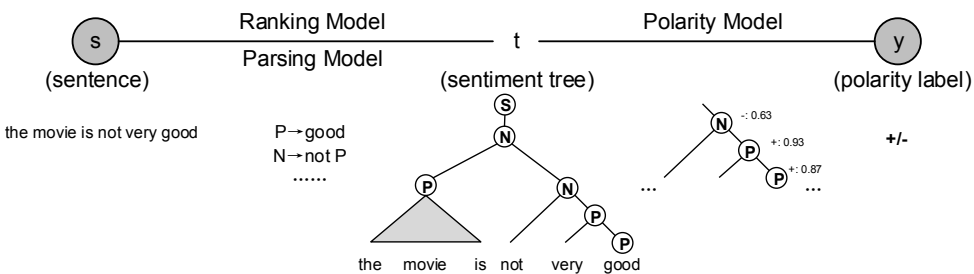 Ranking Model
Polarity Model
s
t
y
Parsing Model
(sentence)
(sentiment tree)
(polarity label)
the movie is not very good
P→good
N→not P
......
S
N
P
N
P
P
the movie is not very good
N -: 0.63
P +: 0.93
P +: 0.87
...
...
+/-